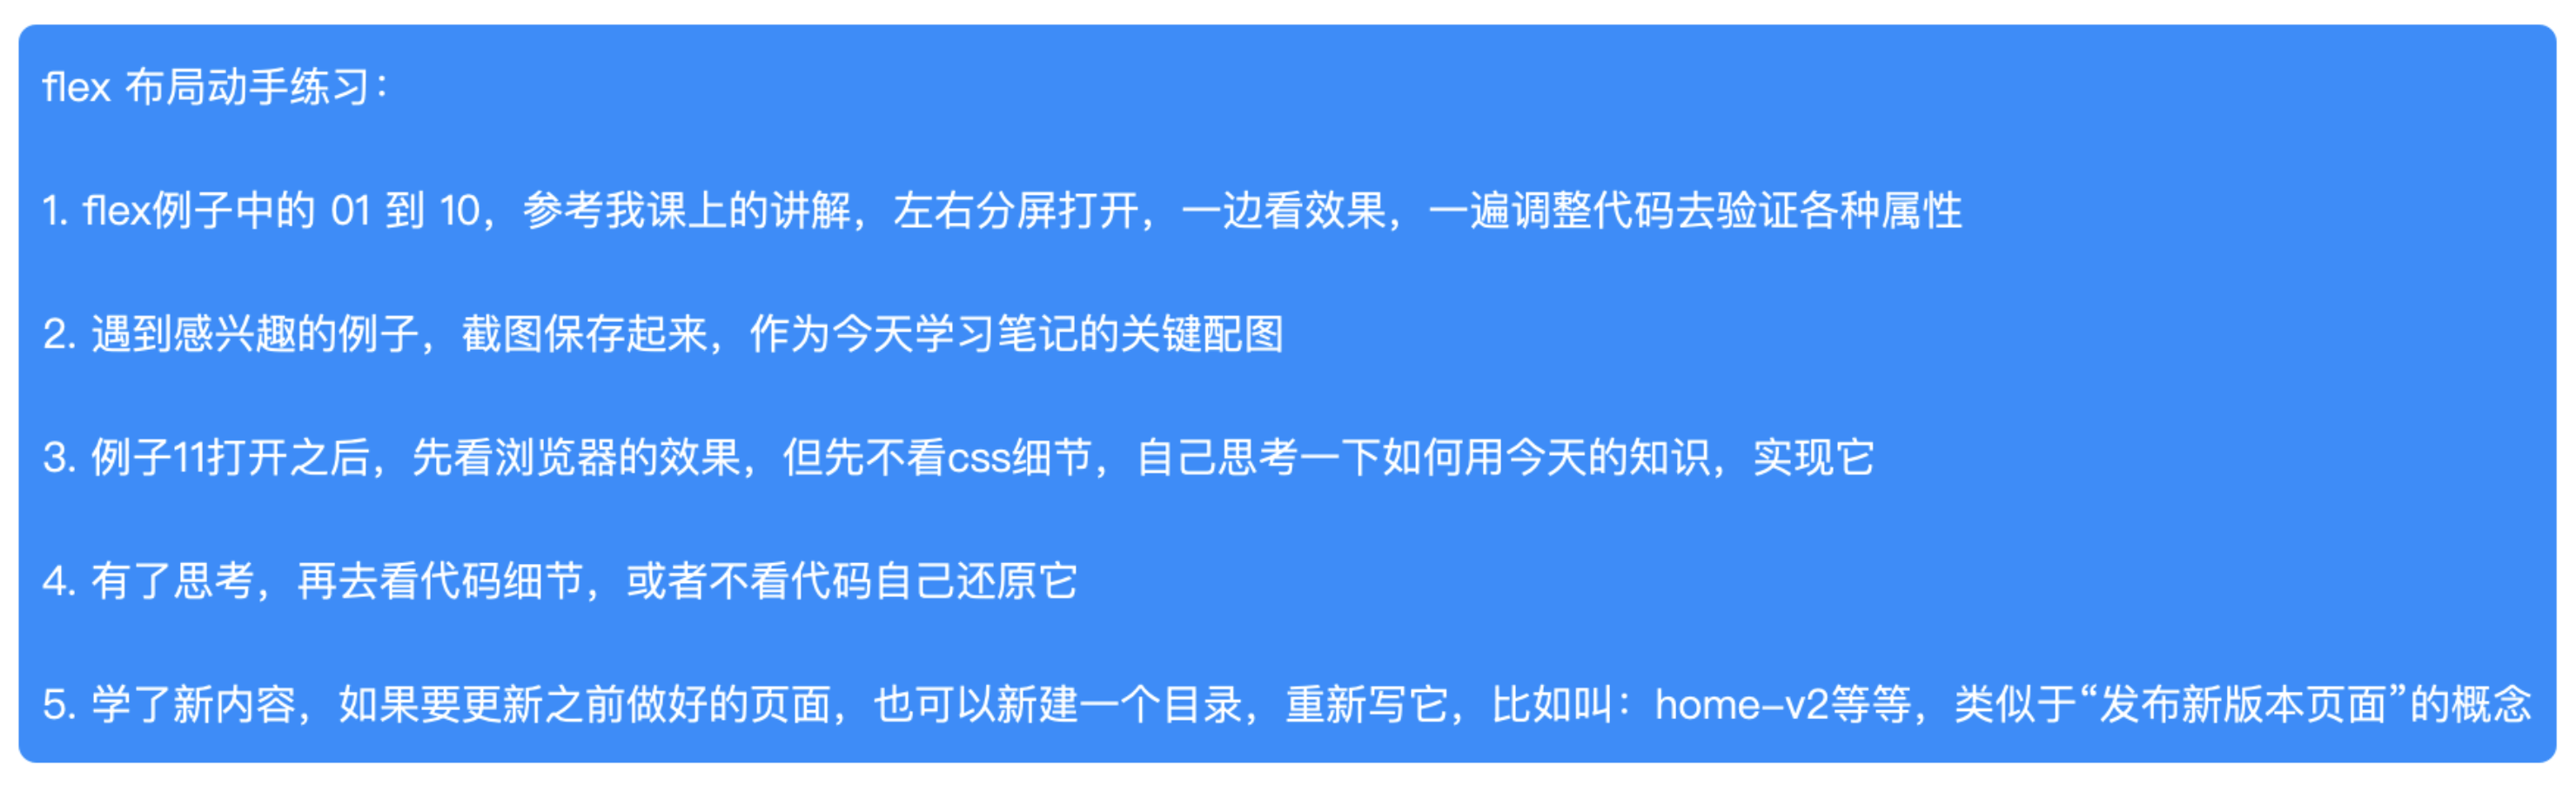 flex 布局动手练习：
1. flex例子中的 01 到 10，参考我课上的讲解，左右分屏打开，一边看效果，一遍调整代码去验证各种属性
2. 遇到感兴趣的例子，截图保存起来，作为今天学习笔记的关键配图
3. 例子11打开之后，先看浏览器的效果，但先不看css细节，自己思考一下如何用今天的知识，实现它
4. 有了思考，再去看代码细节，或者不看代码自己还原它
5. 学了新内容，如果要更新之前做好的页面，也可以新建一个目录，重新写它，比如叫：home-v2等等，类似于“发布新版本页面”的概念